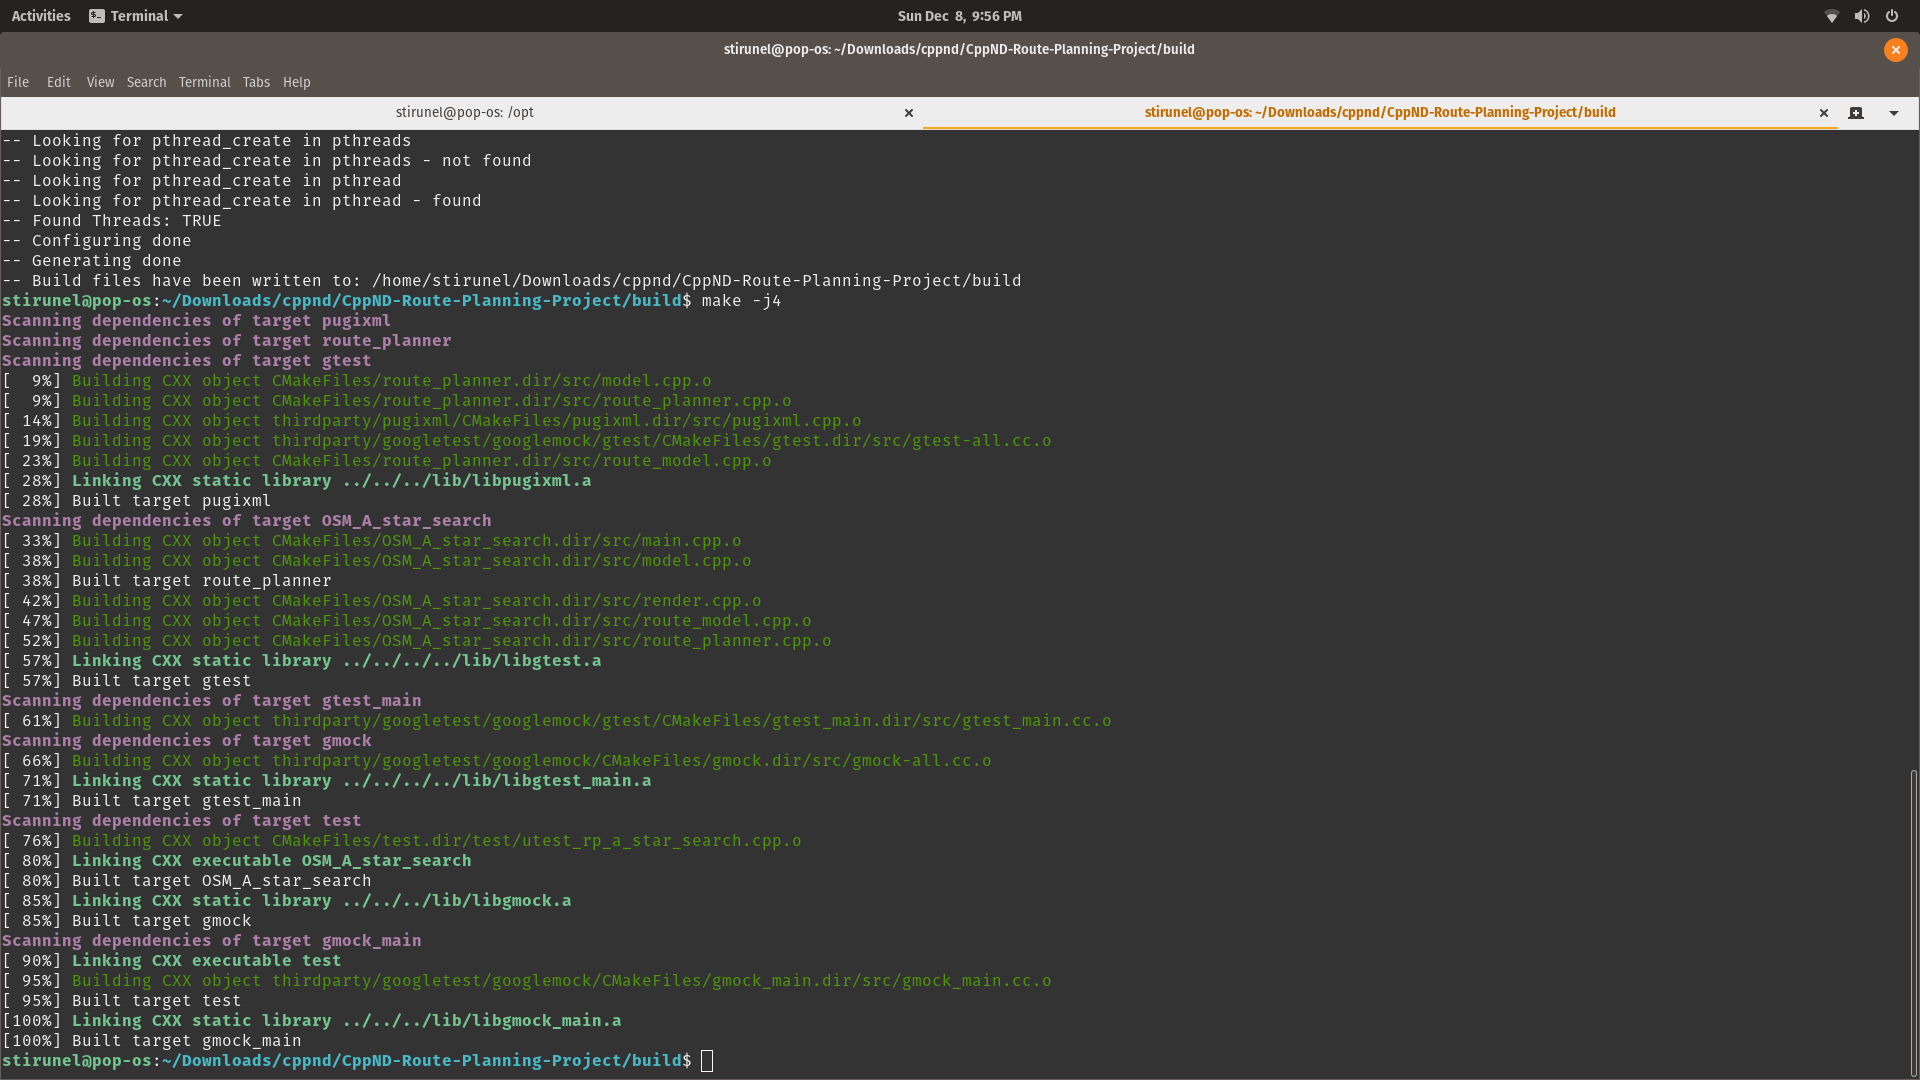 Activities Terminal Sun Dec 8, 9:56 PM
stirunel@pop-os: ~/Downloads/cppnd/CppND-Route-Planning-Project/build
File Edit View Search Terminal Tabs Help
stirunel@pop-os: /opt stirunel@pop-os: ~/Downloads/cppnd/CppND-Route-Planning-Project/build
-- Looking for pthread_create in pthreads
-- Looking for pthread_create in pthreads - not found
-- Looking for pthread_create in pthread
-- Looking for pthread_create in pthread - found
-- Found Threads: TRUE
-- Configuring done
-- Generating done
-- Build files have been written to: /home/stirunel/Downloads/cppnd/CppND-Route-Planning-Project/build
stirunel@pop-os:~/Downloads/cppnd/CppND-Route-Planning-Project/build$ make -j4
Scanning dependencies of target pugixml
Scanning dependencies of target route_planner
Scanning dependencies of target gtest
[  9%] Building CXX object CMakeFiles/route_planner.dir/src/model.cpp.o
[  9%] Building CXX object CMakeFiles/route_planner.dir/src/route_planner.cpp.o
[ 14%] Building CXX object thirdparty/pugixml/CMakeFiles/pugixml.dir/src/pugixml.cpp.o
[ 19%] Building CXX object thirdparty/googletest/googlemock/gtest/CMakeFiles/gtest.dir/src/gtest-all.cc.o
[ 23%] Building CXX object CMakeFiles/route_planner.dir/src/route_model.cpp.o
[ 28%] Linking CXX static library ../../../lib/libpugixml.a
[ 28%] Built target pugixml
Scanning dependencies of target OSM_A_star_search
[ 33%] Building CXX object CMakeFiles/OSM_A_star_search.dir/src/main.cpp.o
[ 38%] Building CXX object CMakeFiles/OSM_A_star_search.dir/src/model.cpp.o
[ 38%] Built target route_planner
[ 42%] Building CXX object CMakeFiles/OSM_A_star_search.dir/src/render.cpp.o
[ 47%] Building CXX object CMakeFiles/OSM_A_star_search.dir/src/route_model.cpp.o
[ 52%] Building CXX object CMakeFiles/OSM_A_star_search.dir/src/route_planner.cpp.o
[ 57%] Linking CXX static library ../../../../lib/libgtest.a
[ 57%] Built target gtest
Scanning dependencies of target gtest_main
[ 61%] Building CXX object thirdparty/googletest/googlemock/gtest/CMakeFiles/gtest_main.dir/src/gtest_main.cc.o
Scanning dependencies of target gmock
[ 66%] Building CXX object thirdparty/googletest/googlemock/CMakeFiles/gmock.dir/src/gmock-all.cc.o
[ 71%] Linking CXX static library ../../../../lib/libgtest_main.a
[ 71%] Built target gtest_main
Scanning dependencies of target test
[ 76%] Building CXX object CMakeFiles/test.dir/test/utest_rp_a_star_search.cpp.o
[ 80%] Linking CXX executable OSM_A_star_search
[ 80%] Built target OSM_A_star_search
[ 85%] Linking CXX static library ../../../lib/libgmock.a
[ 85%] Built target gmock
Scanning dependencies of target gmock_main
[ 90%] Linking CXX executable test
[ 95%] Building CXX object thirdparty/googletest/googlemock/CMakeFiles/gmock_main.dir/src/gmock_main.cc.o
[ 95%] Built target test
[100%] Linking CXX static library ../../../lib/libgmock_main.a
[100%] Built target gmock_main
stirunel@pop-os:~/Downloads/cppnd/CppND-Route-Planning-Project/build$